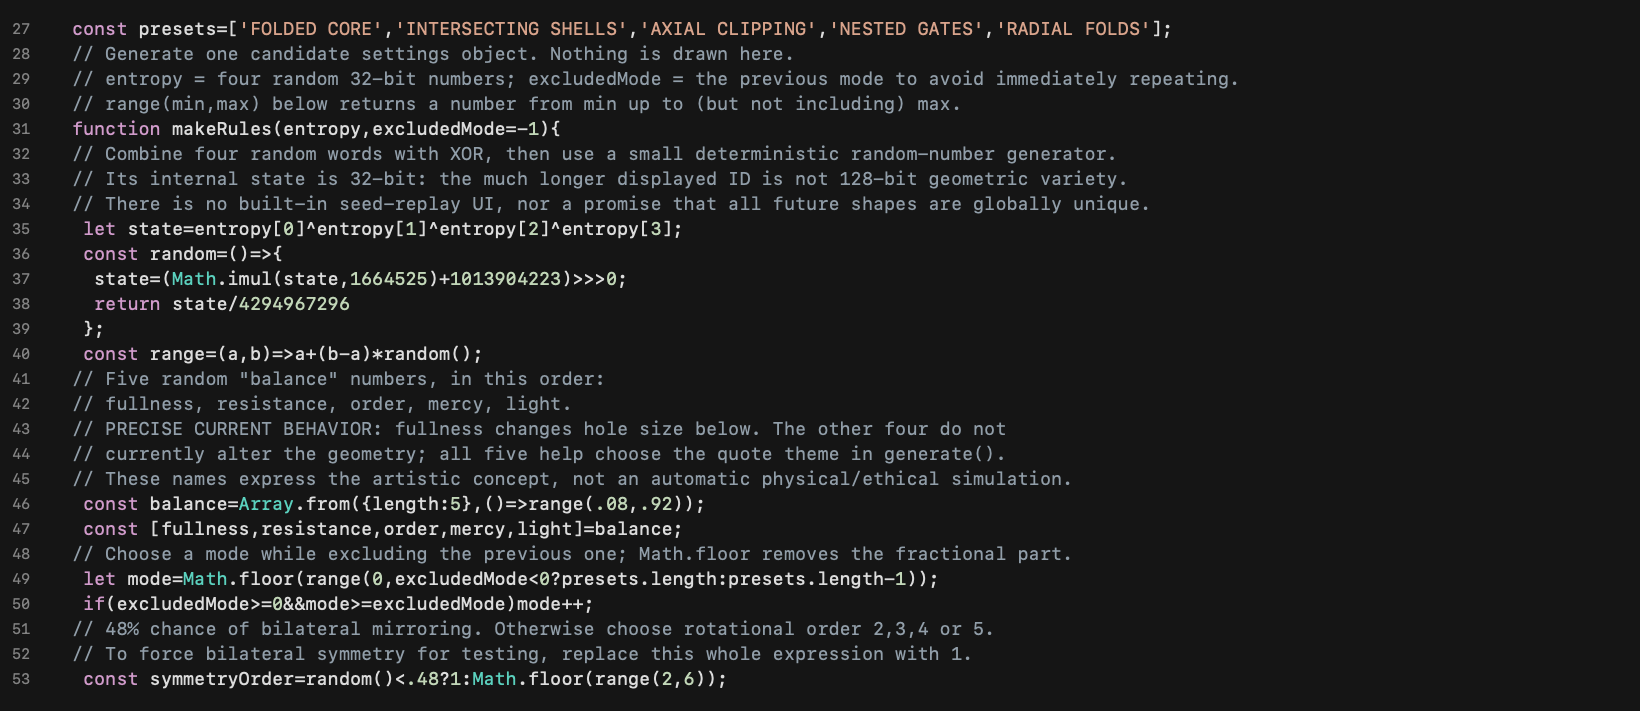 27 const presets=['FOLDED CORE','INTERSECTING SHELLS','AXIAL CLIPPING','NESTED GATES','RADIAL FOLDS'];
28 // Generate one candidate settings object. Nothing is drawn here.
29 // entropy = four random 32-bit numbers; excludedMode = the previous mode to avoid immediately repeating.
30 // range(min,max) below returns a number from min up to (but not including) max.
31 function makeRules(entropy,excludedMode=-1){
32 // Combine four random words with XOR, then use a small deterministic random-number generator.
33 // Its internal state is 32-bit: the much longer displayed ID is not 128-bit geometric variety.
34 // There is no built-in seed-replay UI, nor a promise that all future shapes are globally unique.
35  let state=entropy[0]^entropy[1]^entropy[2]^entropy[3];
36  const random=()=>{
37   state=(Math.imul(state,1664525)+1013904223)>>>0;
38   return state/4294967296
39  };
40  const range=(a,b)=>a+(b-a)*random();
41 // Five random "balance" numbers, in this order:
42 // fullness, resistance, order, mercy, light.
43 // PRECISE CURRENT BEHAVIOR: fullness changes hole size below. The other four do not
44 // currently alter the geometry; all five help choose the quote theme in generate().
45 // These names express the artistic concept, not an automatic physical/ethical simulation.
46  const balance=Array.from({length:5},()=>range(.08,.92));
47  const [fullness,resistance,order,mercy,light]=balance;
48 // Choose a mode while excluding the previous one; Math.floor removes the fractional part.
49  let mode=Math.floor(range(0,excludedMode<0?presets.length:presets.length-1));
50  if(excludedMode>=0&&mode>=excludedMode)mode++;
51 // 48% chance of bilateral mirroring. Otherwise choose rotational order 2,3,4 or 5.
52 // To force bilateral symmetry for testing, replace this whole expression with 1.
53  const symmetryOrder=random()<.48?1:Math.floor(range(2,6));